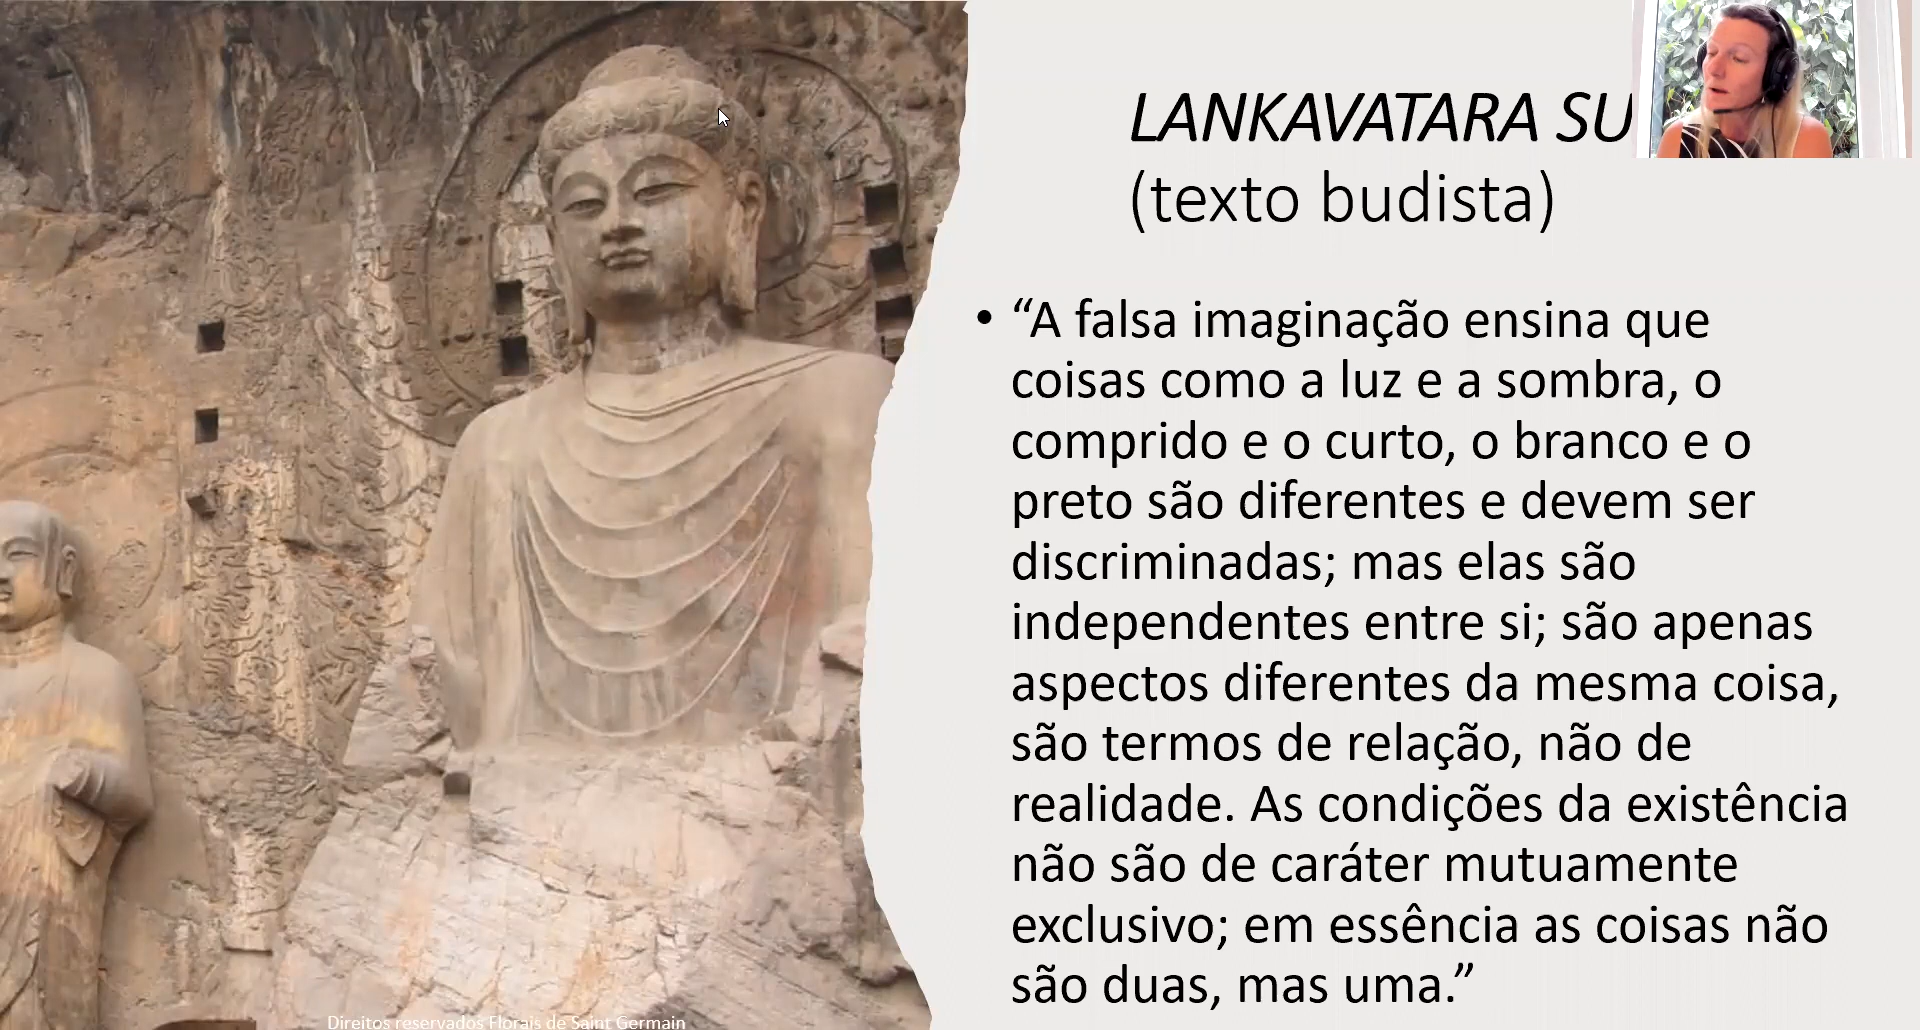 LANKAVATARA SU
(texto budista)
• “A falsa imaginação ensina que
coisas como a luz e a sombra, o
comprido e o curto, o branco e o
preto são diferentes e devem ser
discriminadas; mas elas são
independentes entre si; são apenas
aspectos diferentes da mesma coisa,
são termos de relação, não de
realidade. As condições da existência
não são de caráter mutuamente
exclusivo; em essência as coisas não
são duas, mas uma.”
Direitos reservados Florais de Saint Germain